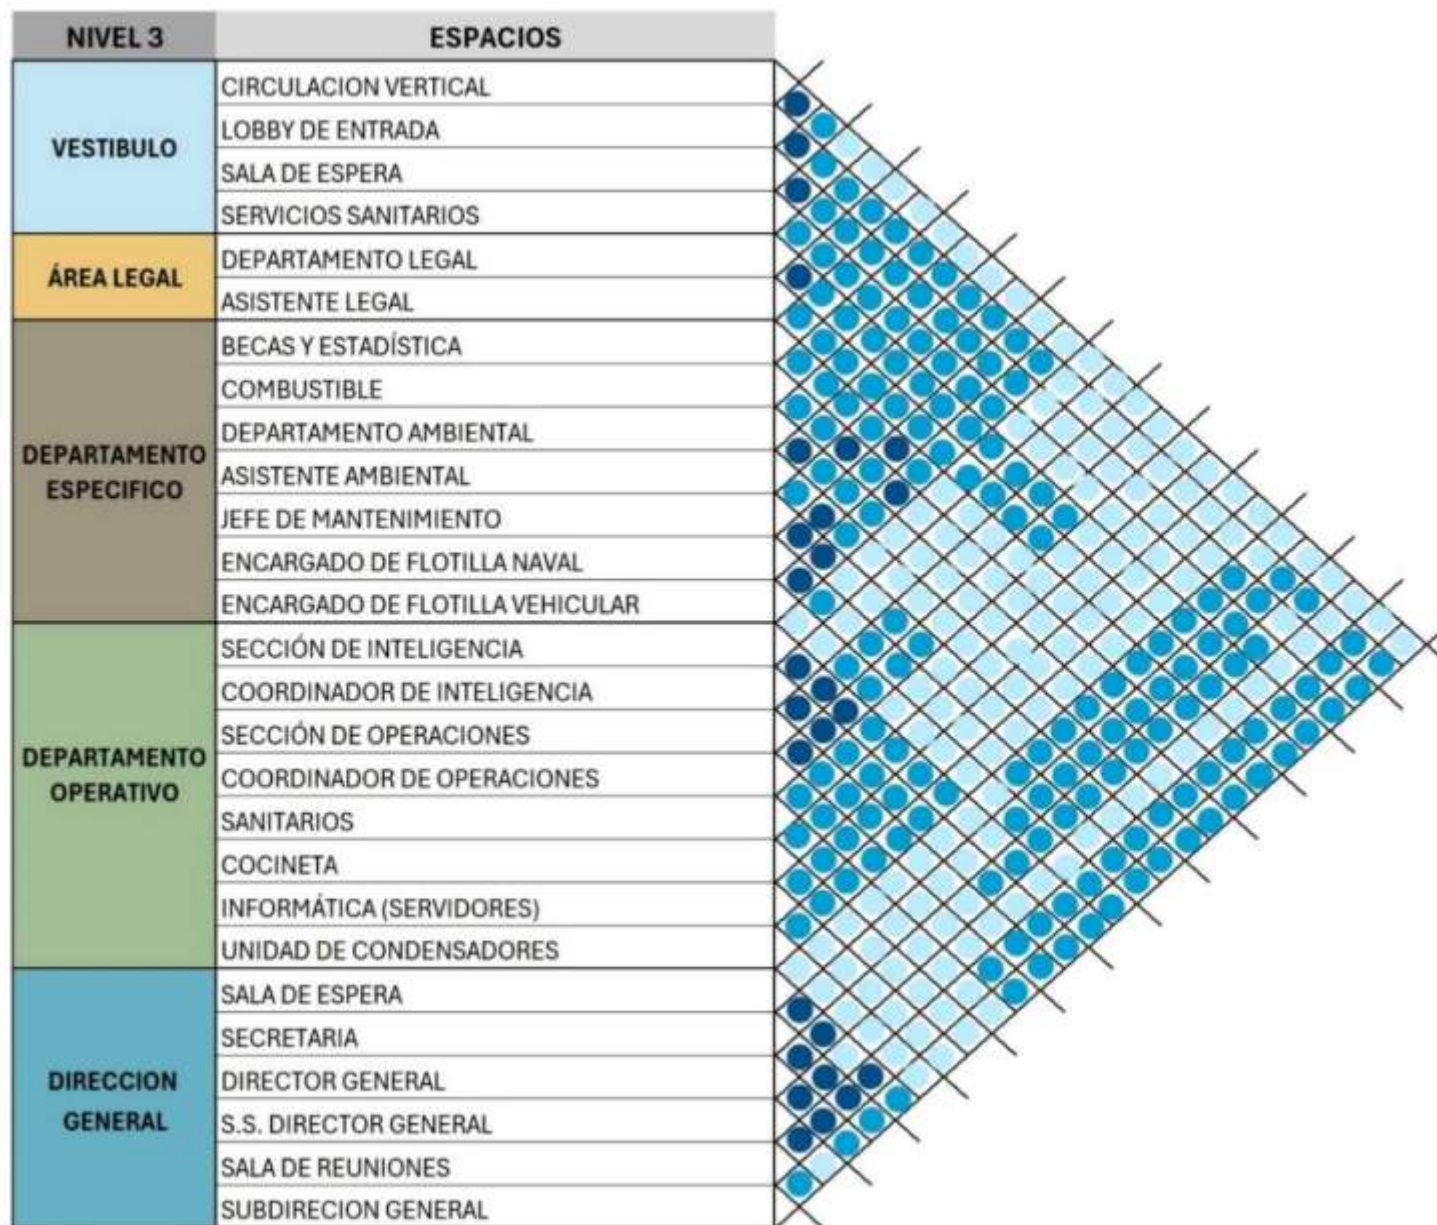 NIVEL 3 ESPACIOS
VESTIBULO
CIRCULACION VERTICAL
LOBBY DE ENTRADA
SALA DE ESPERA
SERVICIOS SANITARIOS
ÁREA LEGAL
DEPARTAMENTO LEGAL
ASISTENTE LEGAL
DEPARTAMENTO
ESPECIFICO
BECAS Y ESTADÍSTICA
COMBUSTIBLE
DEPARTAMENTO AMBIENTAL
ASISTENTE AMBIENTAL
JEFE DE MANTENIMIENTO
ENCARGADO DE FLOTILLA NAVAL
ENCARGADO DE FLOTILLA VEHICULAR
DEPARTAMENTO
OPERATIVO
SECCIÓN DE INTELIGENCIA
COORDINADOR DE INTELIGENCIA
SECCIÓN DE OPERACIONES
COORDINADOR DE OPERACIONES
SANITARIOS
COCINETA
INFORMÁTICA (SERVIDORES)
UNIDAD DE CONDENSADORES
DIRECCION
GENERAL
SALA DE ESPERA
SECRETARIA
DIRECTOR GENERAL
S.S. DIRECTOR GENERAL
SALA DE REUNIONES
SUBDIRECION GENERAL